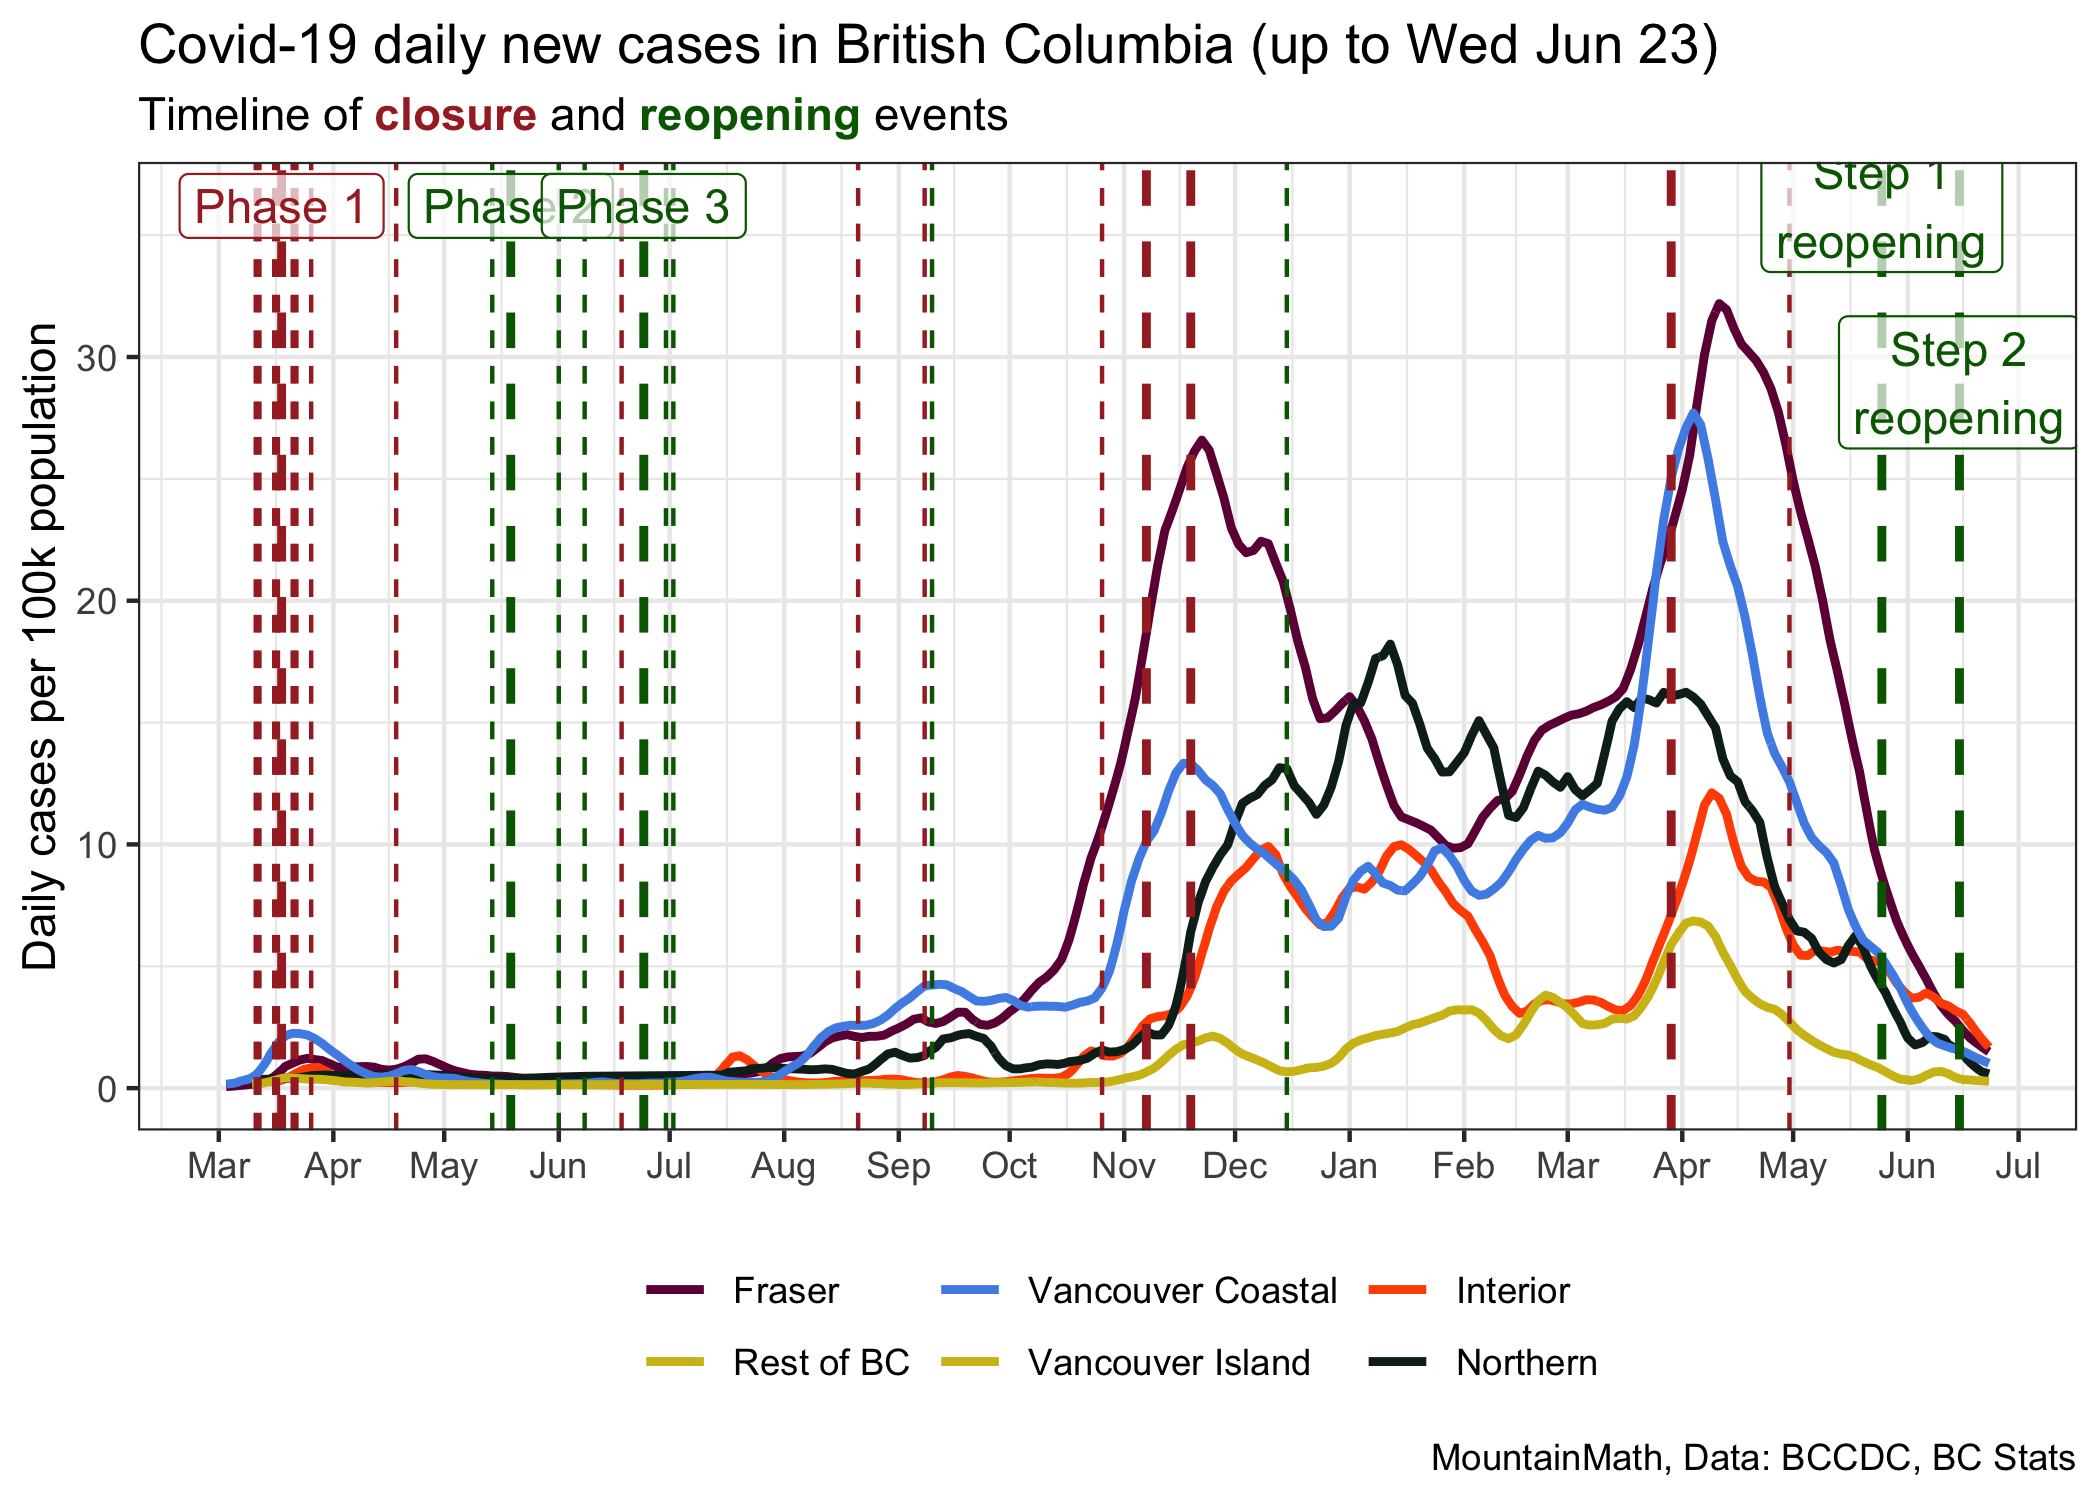 Covid-19 daily new cases in British Columbia (up to Wed Jun 23)
Timeline of closure and reopening events
Phase 1
Phase 2
Phase 3
Step 1
reopening
Step 2
reopening
Daily cases per 100k population
30
20
10
0
Mar Apr May Jun Jul Aug Sep Oct Nov Dec Jan Feb Mar Apr May Jun Jul
Fraser Vancouver Coastal Interior
Rest of BC Vancouver Island Northern
MountainMath, Data: BCCDC, BC Stats